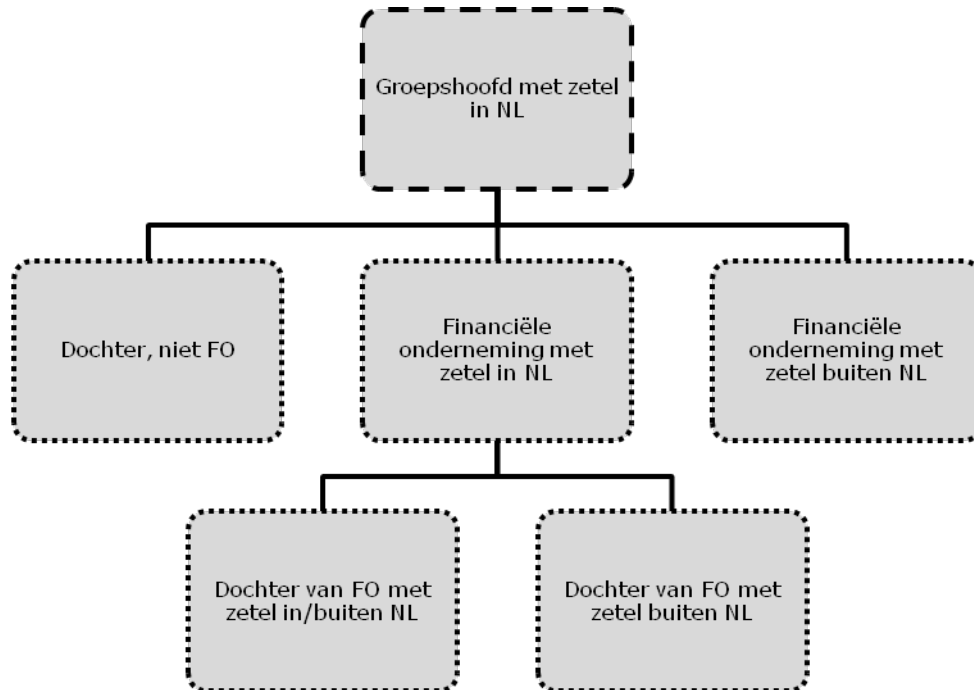 Groepshoofd met zetel
in NL
Dochter, niet FO
Financiële
onderneming met
zetel in NL
Financiële
onderneming met
zetel buiten NL
Dochter van FO met
zetel in/buiten NL
Dochter van FO met
zetel buiten NL